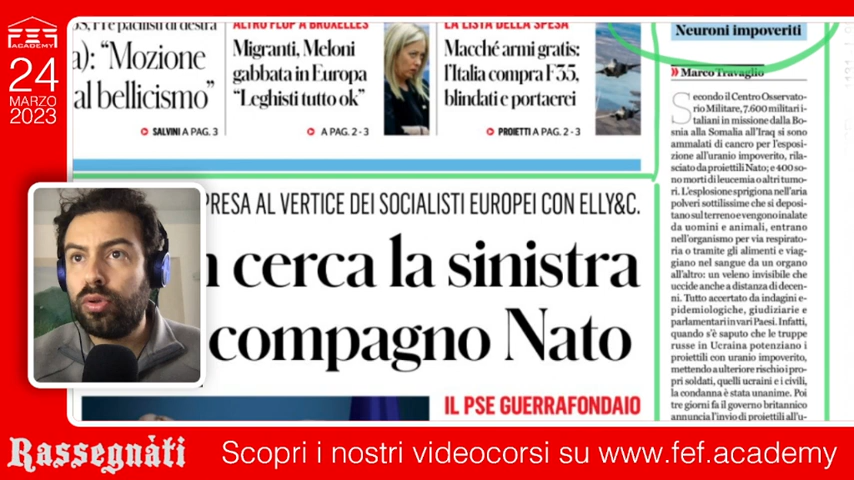 FEF
ACADEMY
24
MARZO
2023
a): “Mozione
al bellicismo”
SALVINI A PAG. 3
ALTRO FLOP A BRUXELLES
Migranti, Meloni
gabbata in Europa
“Leghisti tutto ok”
A PAG. 2 - 3
LA LISTA DELLA SPESA
Macché armi gratis:
l’Italia compra F35,
blindati e portaerei
PROIETTI A PAG. 2 - 3
PRESA AL VERTICE DEI SOCIALISTI EUROPEI CON ELLY&C.
cerca la sinistra
compagno Nato
IL PSE GUERRAFONDAIO
Neuroni impoveriti
» Marco Travaglio
Secondo il Centro Osservato-
rio Militare, 7.600 militari i-
taliani in missione dalla Bo-
snia alla Somalia all’Iraq si sono
ammalati di cancro per l’esposi-
zione all’uranio impoverito, rila-
sciato da proiettili Nato; e 400 so-
no morti di leucemia o altri tumo-
ri. L’esplosione sprigiona nell’aria
polveri sottilissime che si deposi-
tano sul terreno e vengono inalate
da uomini e animali, entrano
nell’organismo per via respirato-
ria o tramite gli alimenti e viag-
giano nel sangue da un organo
all’altro: un veleno invisibile che
uccide anche a distanza di decen-
ni. Tutto accertato da indagini e-
pidemiologiche, giudiziarie e
parlamentari in vari Paesi. Infatti,
quando s’è saputo che le truppe
russe in Ucraina potenziano i
proiettili con uranio impoverito,
mettendo a ulteriore rischio i pro-
pri soldati, quelli ucraini e i civili,
la condanna è stata unanime. Poi
tre giorni fa il governo britannico
annuncia l’invio di proiettili all’u-
Rassegnàti
Scopri i nostri videocorsi su www.fef.academy